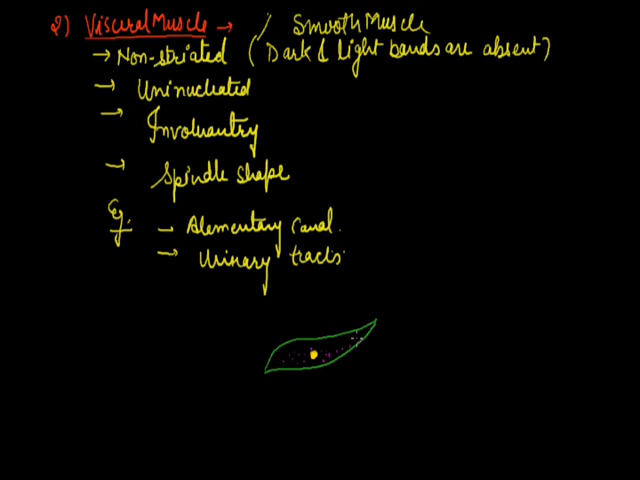 2) Visceral Muscle → / Smooth Muscle
→ Non-striated ( Dark & light bands are absent )
→ Uninucleated
→ Involuantry
→ Spindle shape
Eg. → Alementary Canal.
→ Urinary tracts